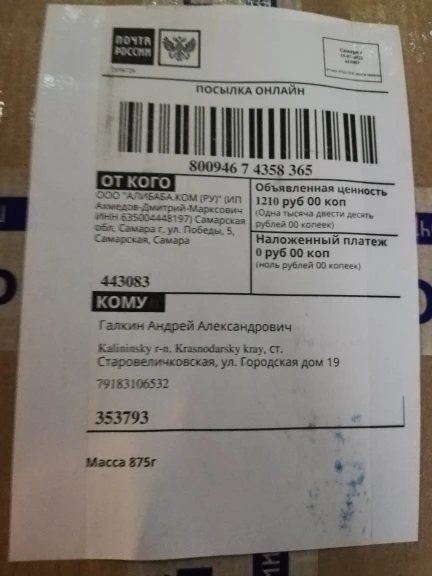 ПОЧТА
РОССИИ
Самара г
ПОСЫЛКА ОНЛАЙН
800946 7 4358 365
ОТ КОГО
ООО "АЛИБАБА.КОМ (РУ)" (ИП
Ахмедов-Дмитрий-Марксович
ИНН 635004448197) Самарская
обл, Самара г, ул. Победы, 5,
Самарская, Самара
443083
Объявленная ценность
1210 руб 00 коп
(Одна тысяча двести десять
рублей 00 копеек)
Наложенный платеж
0 руб 00 коп
(ноль рублей 00 копеек)
КОМУ
Галкин Андрей Александрович
Kalininsky r-n, Krasnodarsky kray, ст.
Старовеличковская, ул. Городская дом 19
79183106532
353793
Масса 875г